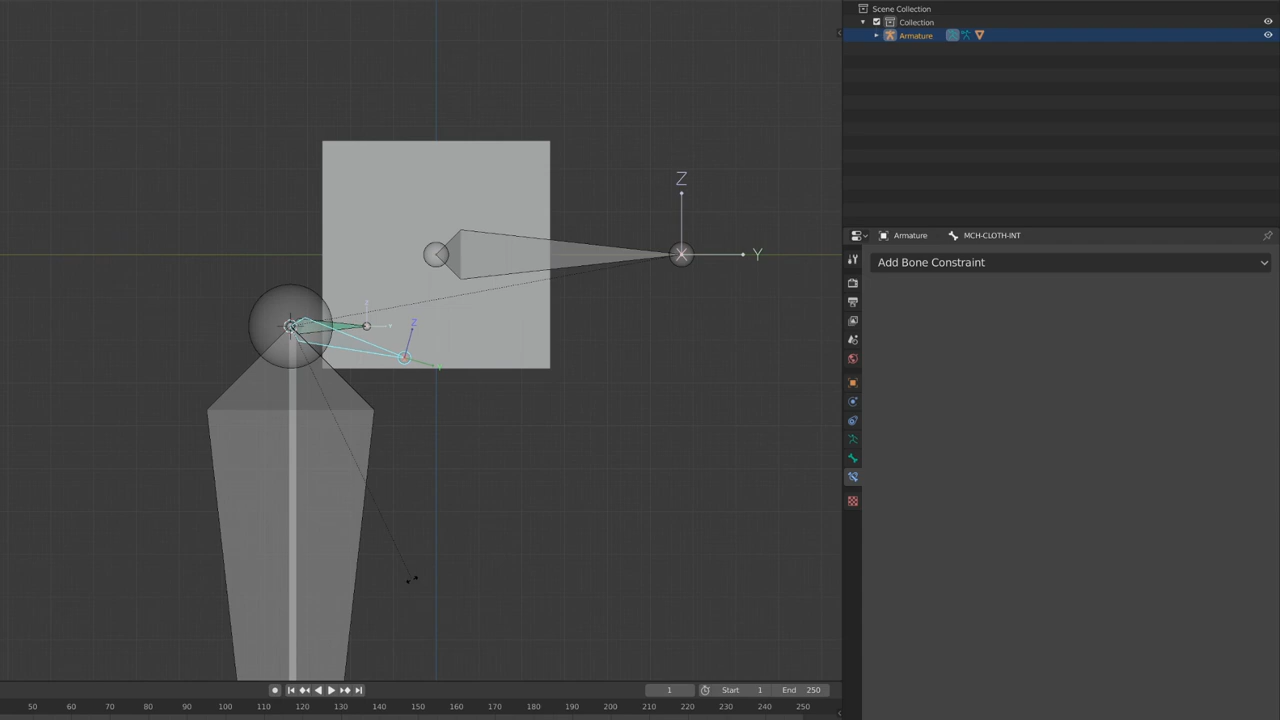 Scene Collection
Collection
Armature
Armature MCH-CLOTH-INT
Add Bone Constraint
Z
Y
Z
1 Start 1 End 250
50 60 70 80 90 100 110 120 130 140 150 160 170 180 190 200 210 220 230 240 250